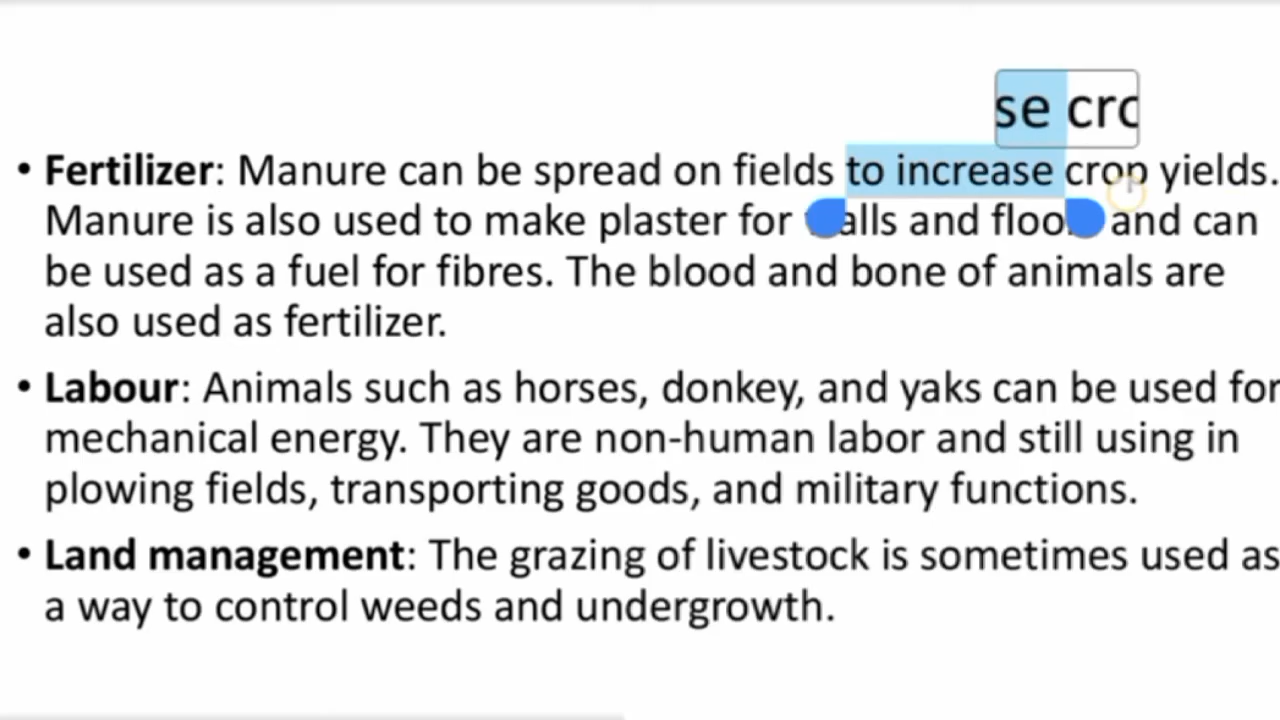 se cro
• Fertilizer: Manure can be spread on fields to increase crop yields.
Manure is also used to make plaster for walls and floors and can
be used as a fuel for fibres. The blood and bone of animals are
also used as fertilizer.
• Labour: Animals such as horses, donkey, and yaks can be used for
mechanical energy. They are non-human labor and still using in
plowing fields, transporting goods, and military functions.
• Land management: The grazing of livestock is sometimes used as
a way to control weeds and undergrowth.